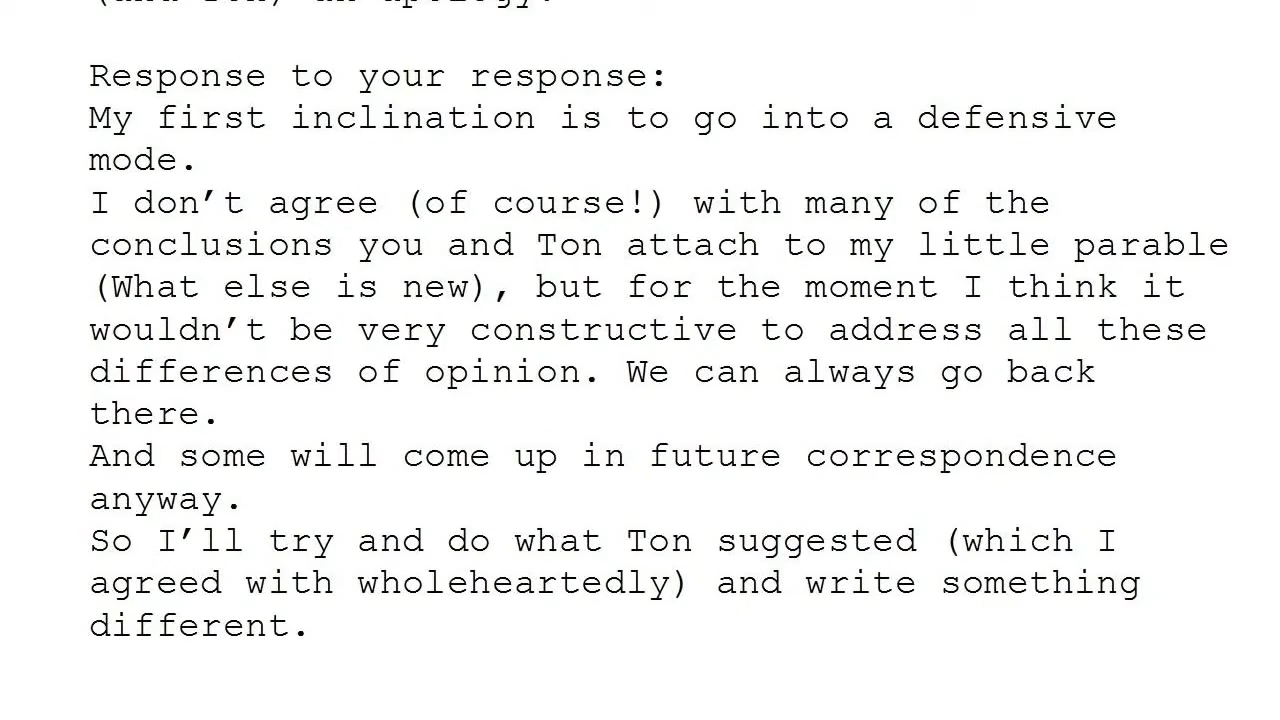 (and Ton) an apology.
Response to your response:
My first inclination is to go into a defensive
mode.
I don’t agree (of course!) with many of the
conclusions you and Ton attach to my little parable
(What else is new), but for the moment I think it
wouldn’t be very constructive to address all these
differences of opinion. We can always go back
there.
And some will come up in future correspondence
anyway.
So I’ll try and do what Ton suggested (which I
agreed with wholeheartedly) and write something
different.